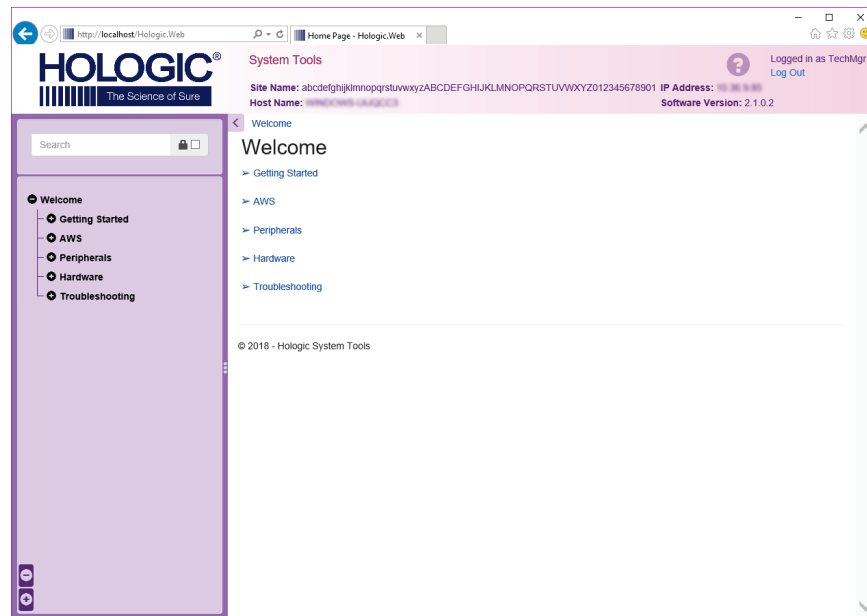 http://localhost/Hologic.Web
Home Page - Hologic.Web
HOLOGIC®
The Science of Sure
System Tools
Logged in as TechMgr
Log Out
Site Name: abcdefghijklmnopqrstuvwxyzABCDEFGHIJKLMNOPQRSTUVWXYZ012345678901 IP Address:
Host Name:
Software Version: 2.1.0.2
Search
Welcome
Getting Started
AWS
Peripherals
Hardware
Troubleshooting
Welcome
Welcome
➢ Getting Started
➢ AWS
➢ Peripherals
➢ Hardware
➢ Troubleshooting
© 2018 - Hologic System Tools